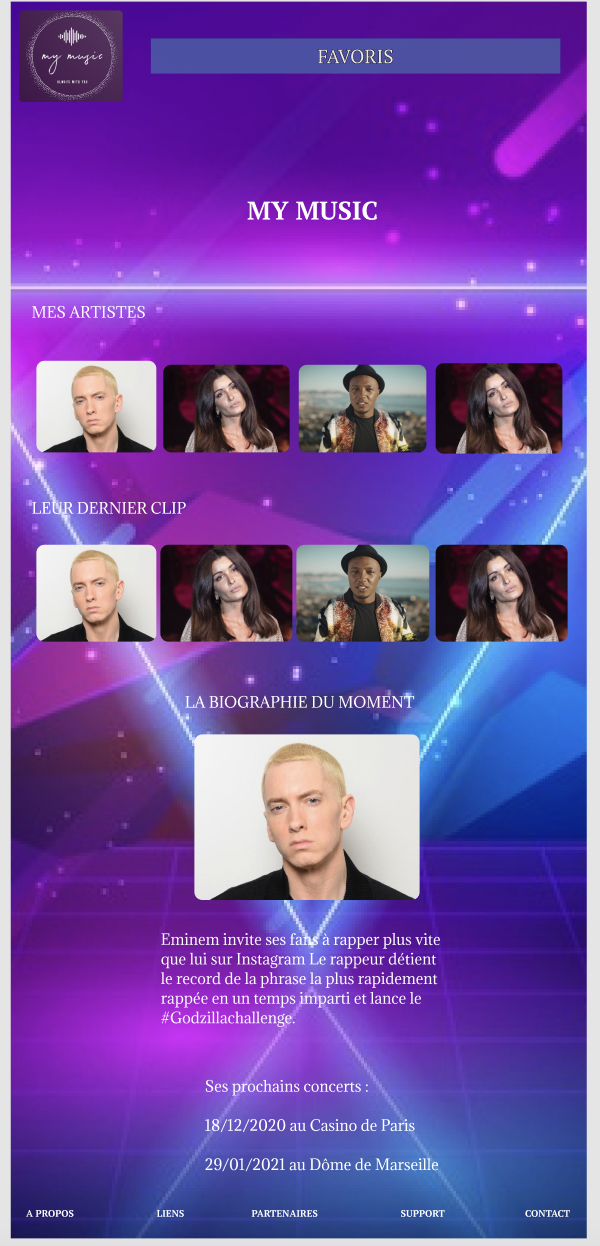 my music
ALWAYS WITH YOU
FAVORIS
MY MUSIC
MES ARTISTES
LEUR DERNIER CLIP
LA BIOGRAPHIE DU MOMENT
Eminem invite ses fans à rapper plus vite
que lui sur Instagram Le rappeur détient
le record de la phrase la plus rapidement
rappée en un temps imparti et lance le
#Godzillachallenge.
Ses prochains concerts :
18/12/2020 au Casino de Paris
29/01/2021 au Dôme de Marseille
A PROPOS LIENS PARTENAIRES SUPPORT CONTACT